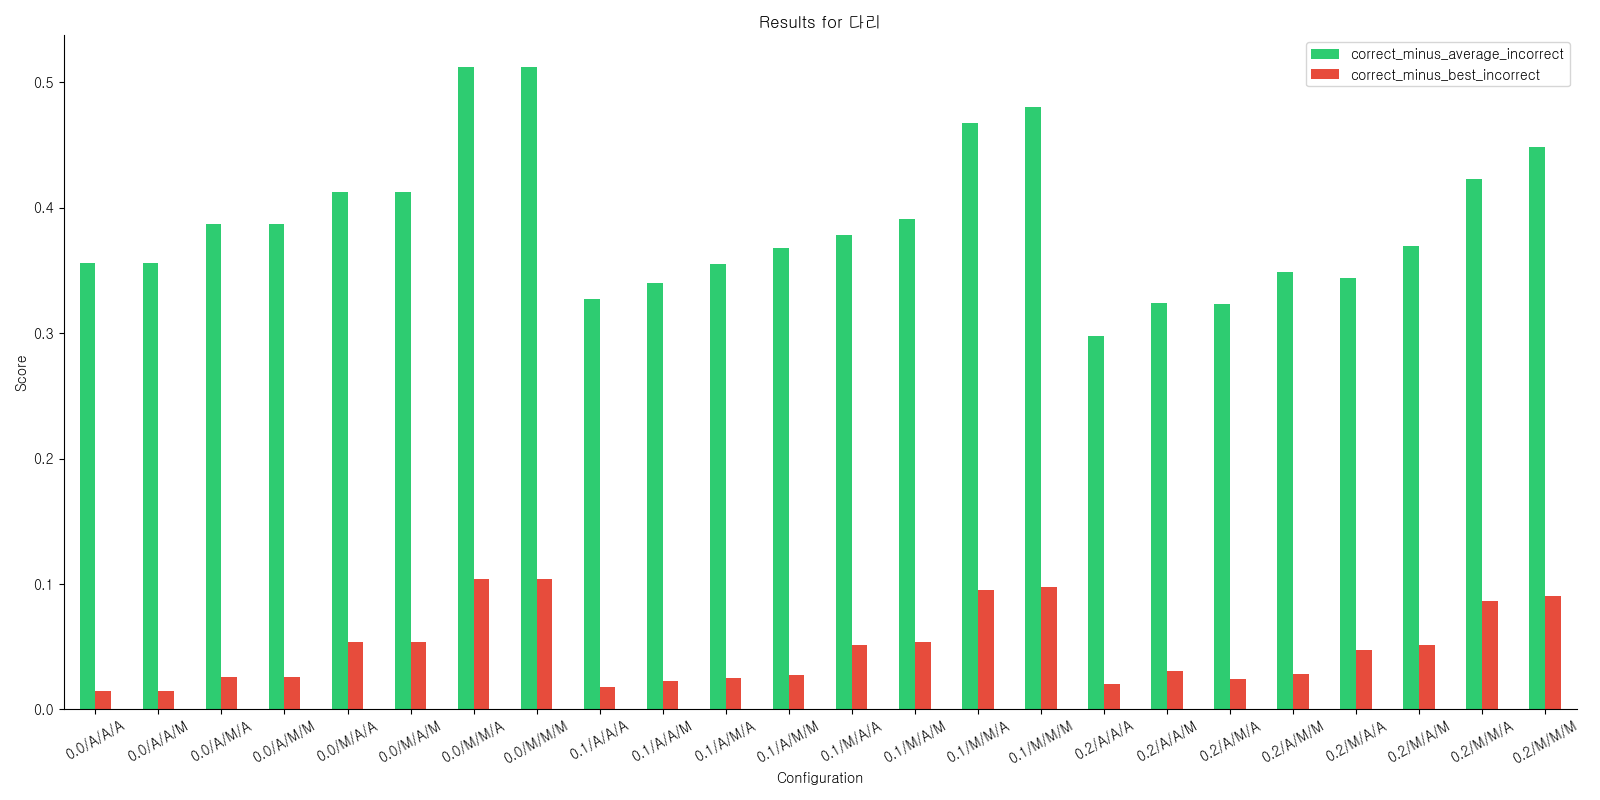 Results for 다리
correct_minus_average_incorrect
correct_minus_best_incorrect
Score
0.5
0.4
0.3
0.2
0.1
0.0
0.0/A/A/A
0.0/A/A/M
0.0/A/M/A
0.0/A/M/M
0.0/M/A/A
0.0/M/A/M
0.0/M/M/A
0.0/M/M/M
0.1/A/A/A
0.1/A/A/M
0.1/A/M/A
0.1/A/M/M
0.1/M/A/A
0.1/M/A/M
0.1/M/M/A
0.1/M/M/M
0.2/A/A/A
0.2/A/A/M
0.2/A/M/A
0.2/A/M/M
0.2/M/A/A
0.2/M/A/M
0.2/M/M/A
0.2/M/M/M
Configuration